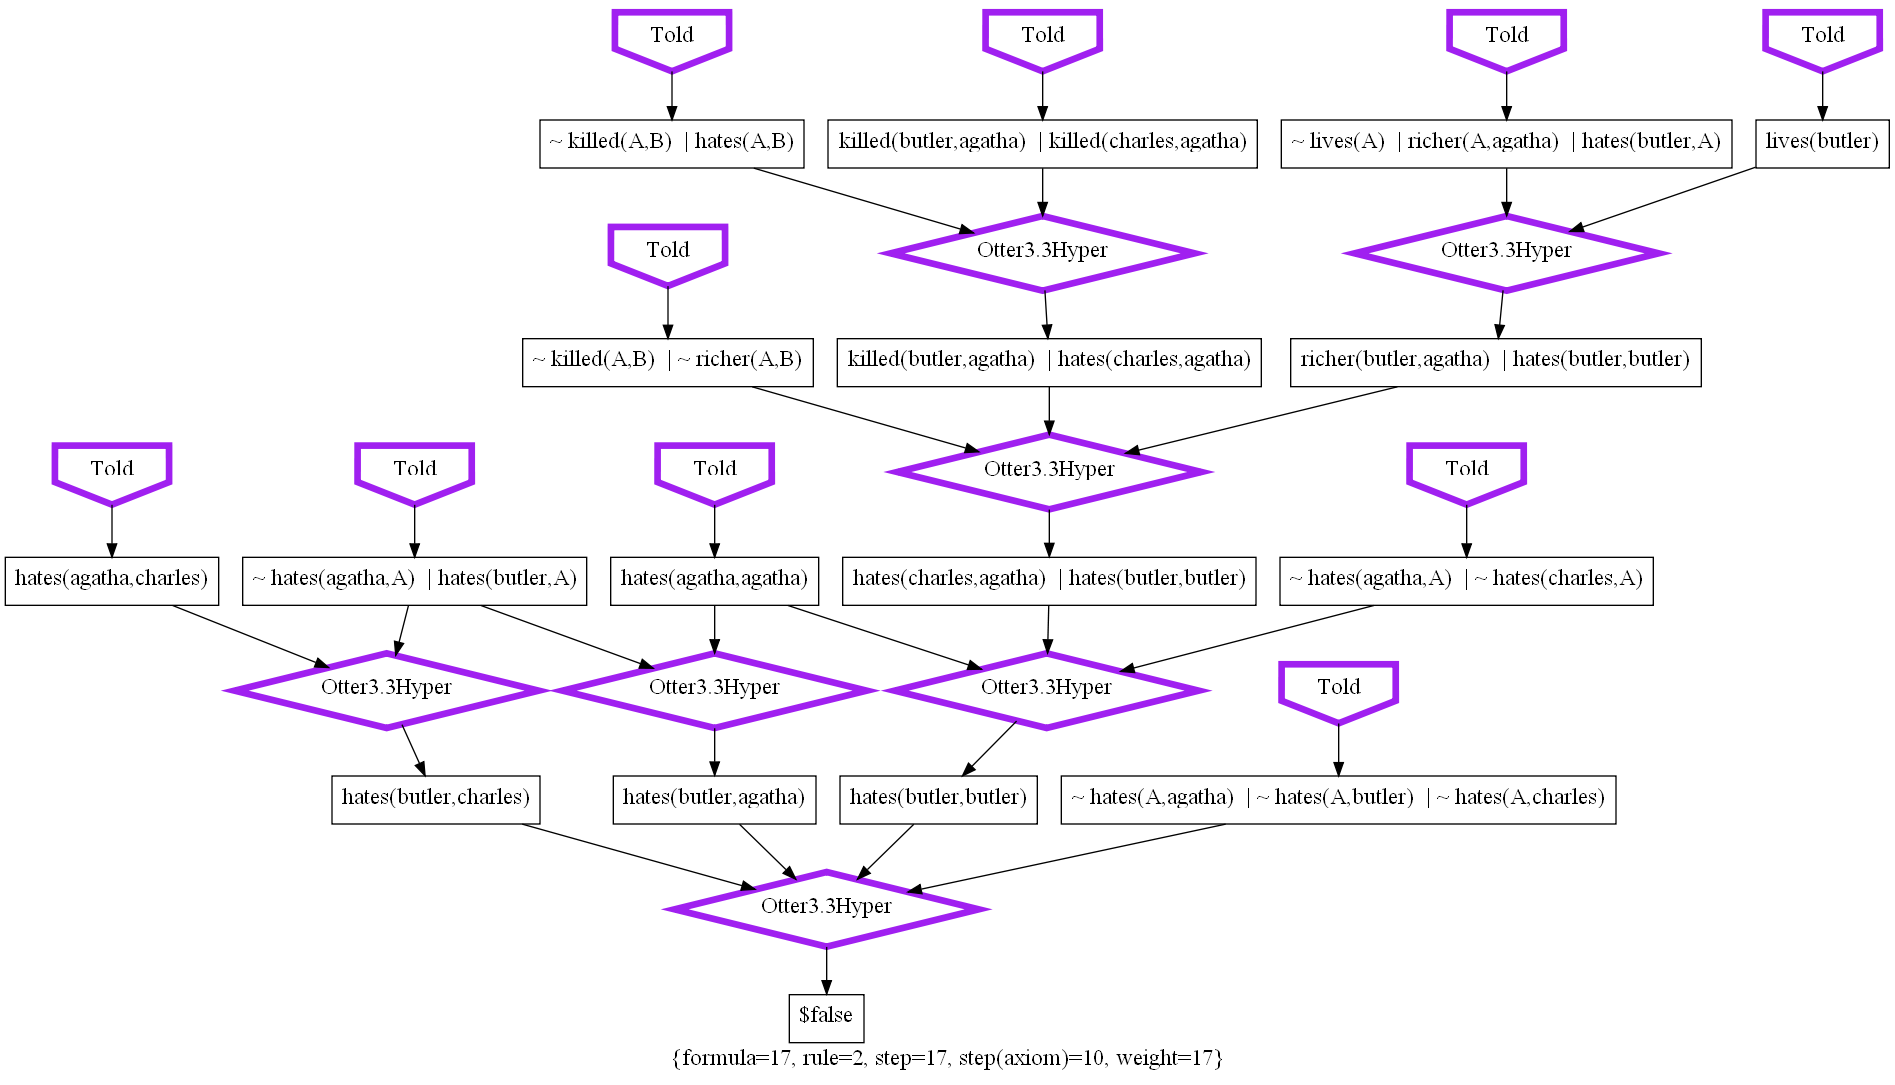 Told
Told
Told
Told
~ killed(A,B) | hates(A,B)
killed(butler,agatha) | killed(charles,agatha)
~ lives(A) | richer(A,agatha) | hates(butler,A)
lives(butler)
Told
Otter3.3Hyper
Otter3.3Hyper
~ killed(A,B) | ~ richer(A,B)
killed(butler,agatha) | hates(charles,agatha)
richer(butler,agatha) | hates(butler,butler)
Told
Told
Told
Otter3.3Hyper
Told
hates(agatha,charles)
~ hates(agatha,A) | hates(butler,A)
hates(agatha,agatha)
hates(charles,agatha) | hates(butler,butler)
~ hates(agatha,A) | ~ hates(charles,A)
Otter3.3Hyper
Otter3.3Hyper
Otter3.3Hyper
Told
hates(butler,charles)
hates(butler,agatha)
hates(butler,butler)
~ hates(A,agatha) | ~ hates(A,butler) | ~ hates(A,charles)
Otter3.3Hyper
$false
{formula=17, rule=2, step=17, step(axiom)=10, weight=17}